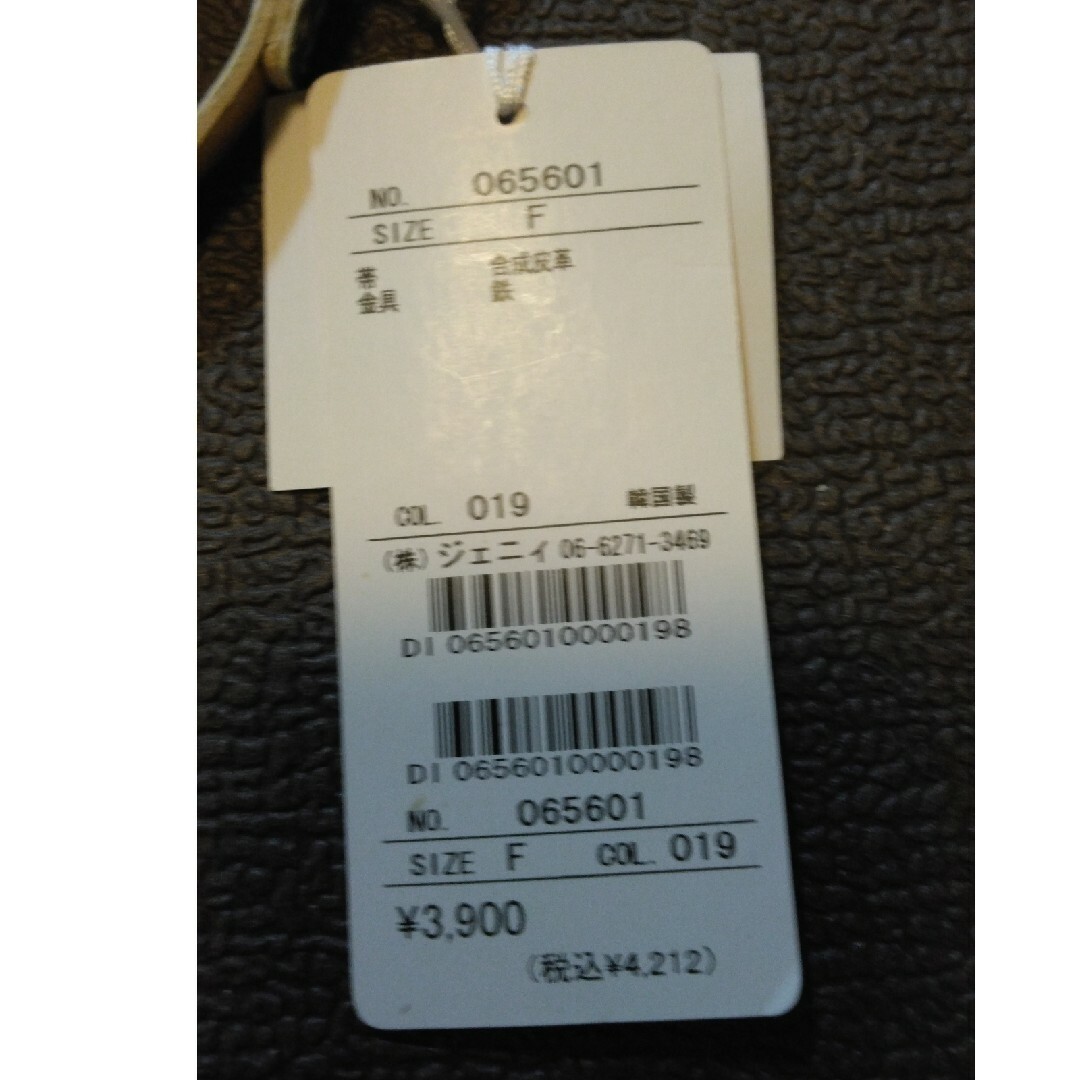 NO. 065601
SIZE F
帯 合成皮革
金具 鉄
COL. 019 韓国製
(株)ジェニィ 06-6271-3469
DI 0656010000198
DI 0656010000198
NO. 065601
SIZE F COL. 019
¥3,900
(税込¥4,212)